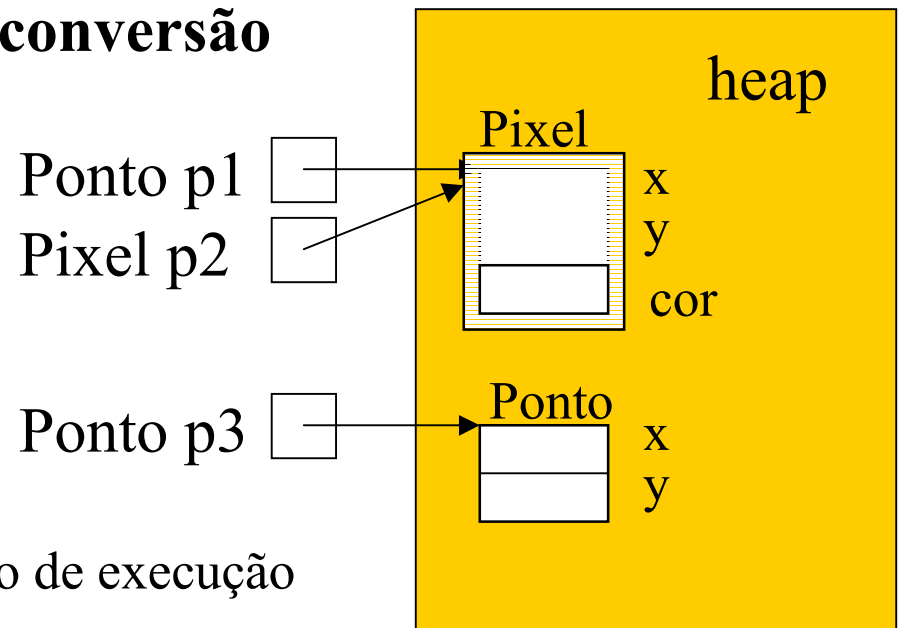 conversão
heap
Pixel
Ponto p1
x
Pixel p2
y
cor
Ponto
Ponto p3
x
y
o de execução